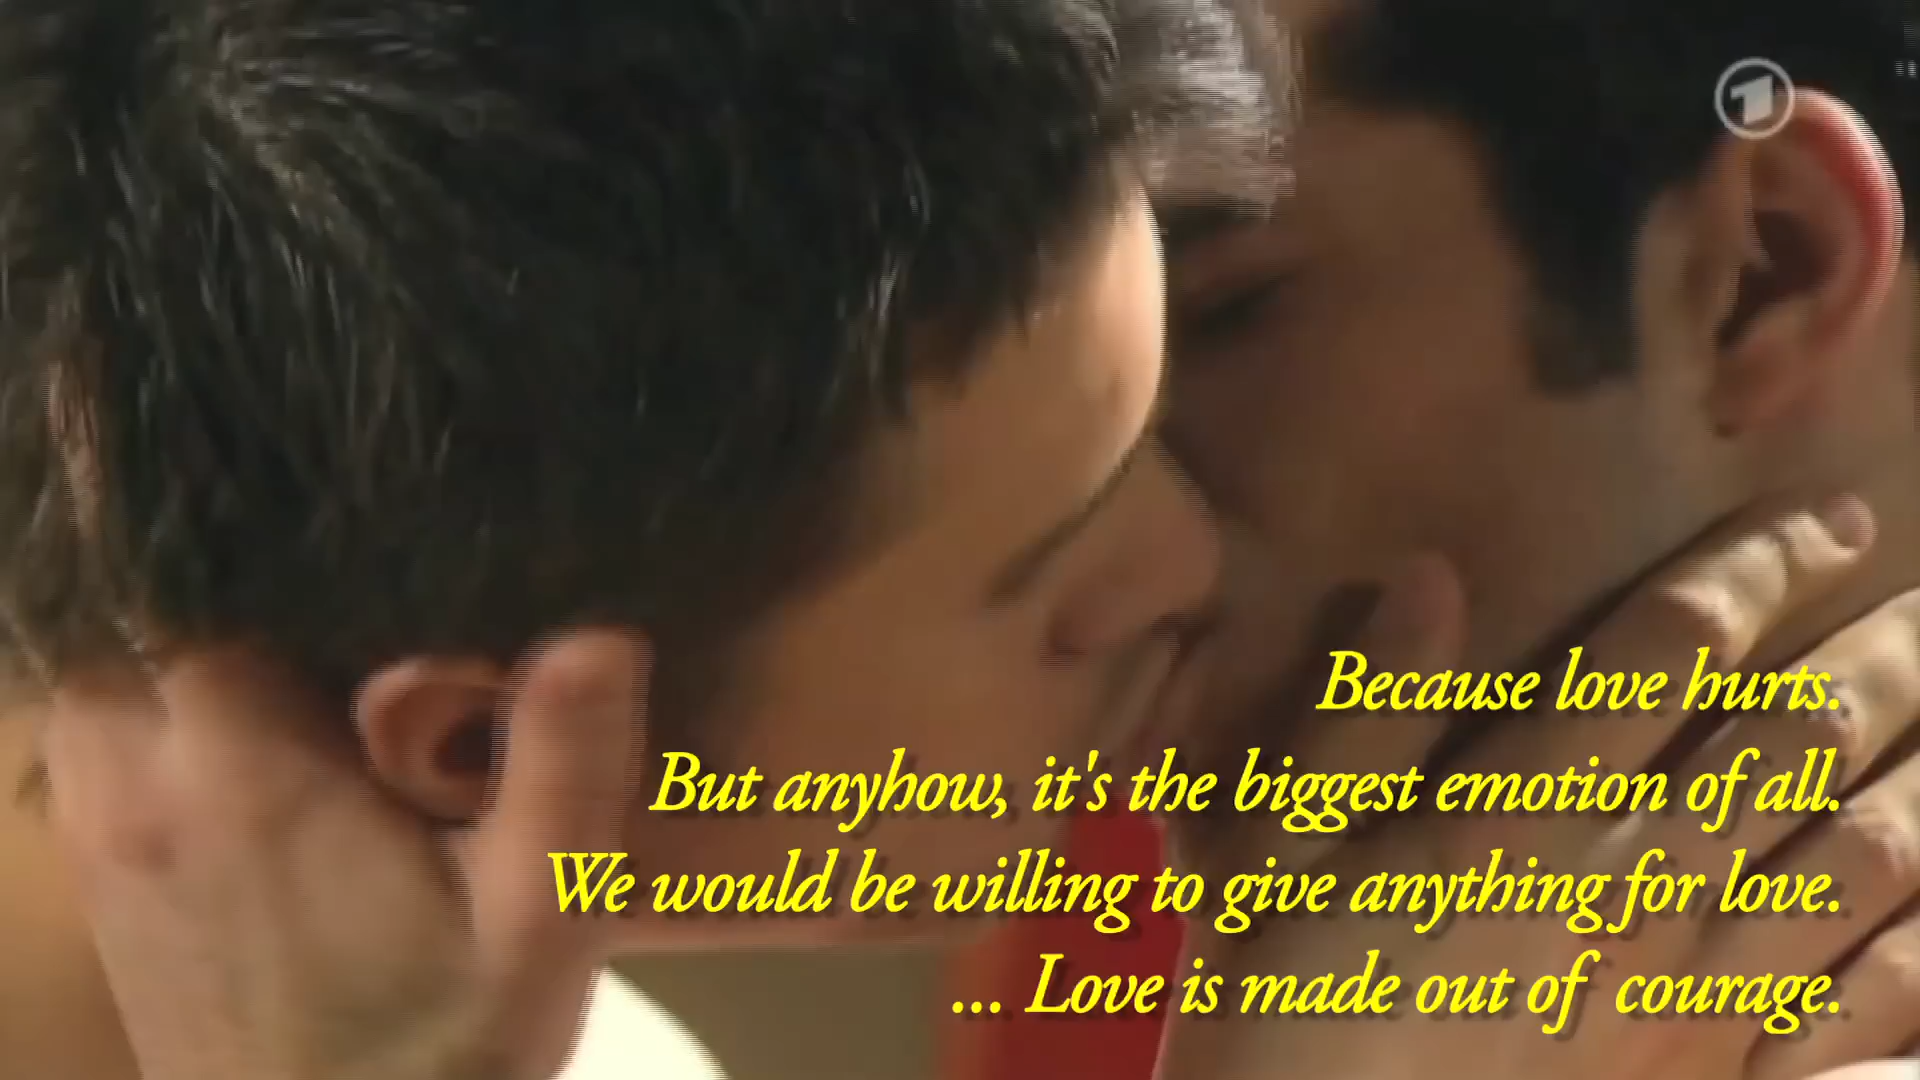 Because love hurts.
But anyhow, it's the biggest emotion of all.
We would be willing to give anything for love.
... Love is made out of courage.